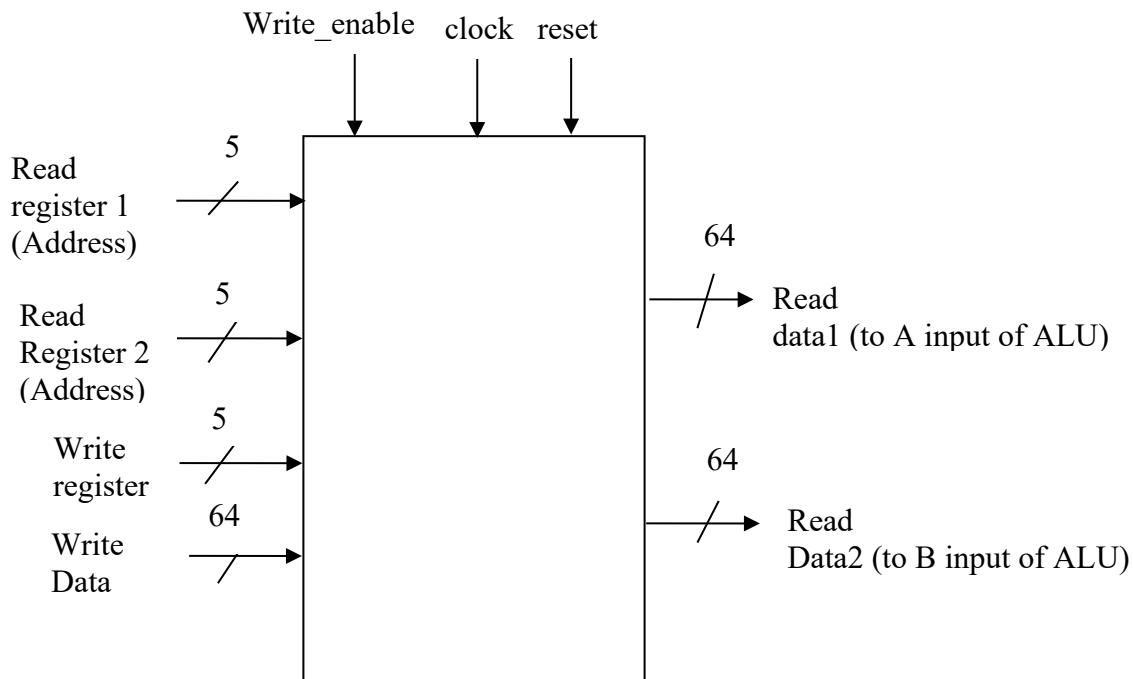 Write_enable clock reset
5
Read
register 1
(Address)
64
Read
data1 (to A input of ALU)
5
Read
Register 2
(Address)
5
Write
register
64
Read
Data2 (to B input of ALU)
64
Write
Data